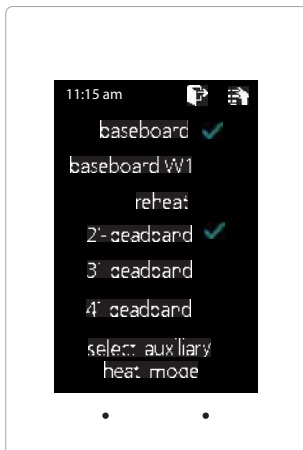 11:15 am
baseboard
baseboard W1
reheat
2°- deadband
3° deadband
4° deadband
select auxiliary
heat mode